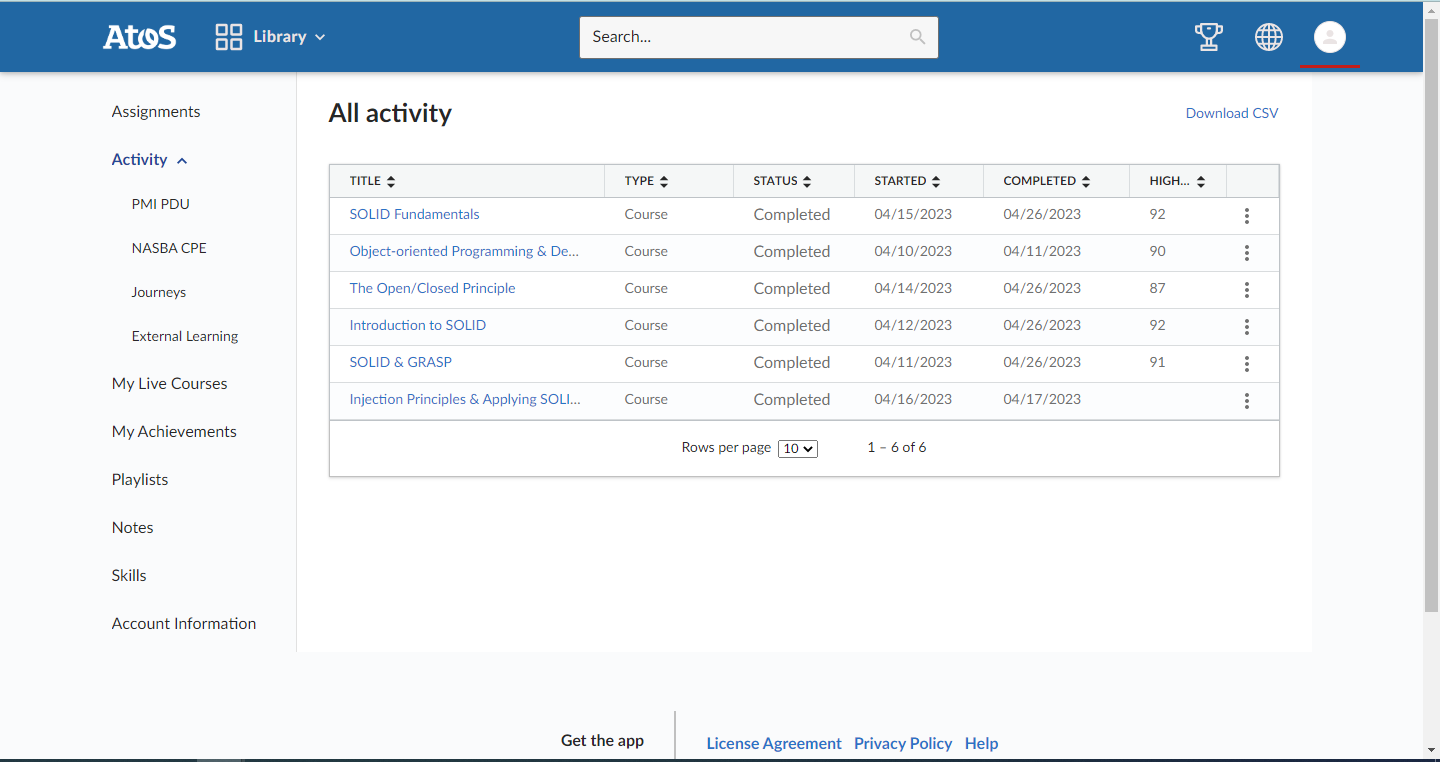 Atos Library Search...
Assignments
Activity
PMI PDU
NASBA CPE
Journeys
External Learning
My Live Courses
My Achievements
Playlists
Notes
Skills
Account Information
All activity Download CSV
TITLE TYPE STATUS STARTED COMPLETED HIGH...
SOLID Fundamentals Course Completed 04/15/2023 04/26/2023 92
Object-oriented Programming & De... Course Completed 04/10/2023 04/11/2023 90
The Open/Closed Principle Course Completed 04/14/2023 04/26/2023 87
Introduction to SOLID Course Completed 04/12/2023 04/26/2023 92
SOLID & GRASP Course Completed 04/11/2023 04/26/2023 91
Injection Principles & Applying SOLI... Course Completed 04/16/2023 04/17/2023
Rows per page 10 1 – 6 of 6
Get the app License Agreement Privacy Policy Help